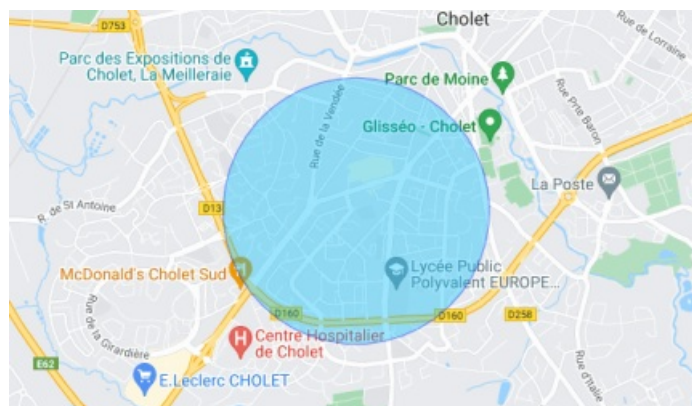 Cholet
D753
Rue de Lorraine
Parc des Expositions de
Cholet, La Meilleraie
Parc de Moine
Rue de la Vendée
Rue Prte Baron
Glisséo - Cholet
La Poste
R. de St Antoine
D13
McDonald's Cholet Sud
Lycée Public
Polyvalent EUROPE...
Rue de la Girardière
D160
D160
D258
Centre Hospitalier
de Cholet
E62
E.Leclerc CHOLET
Rue d'Italie